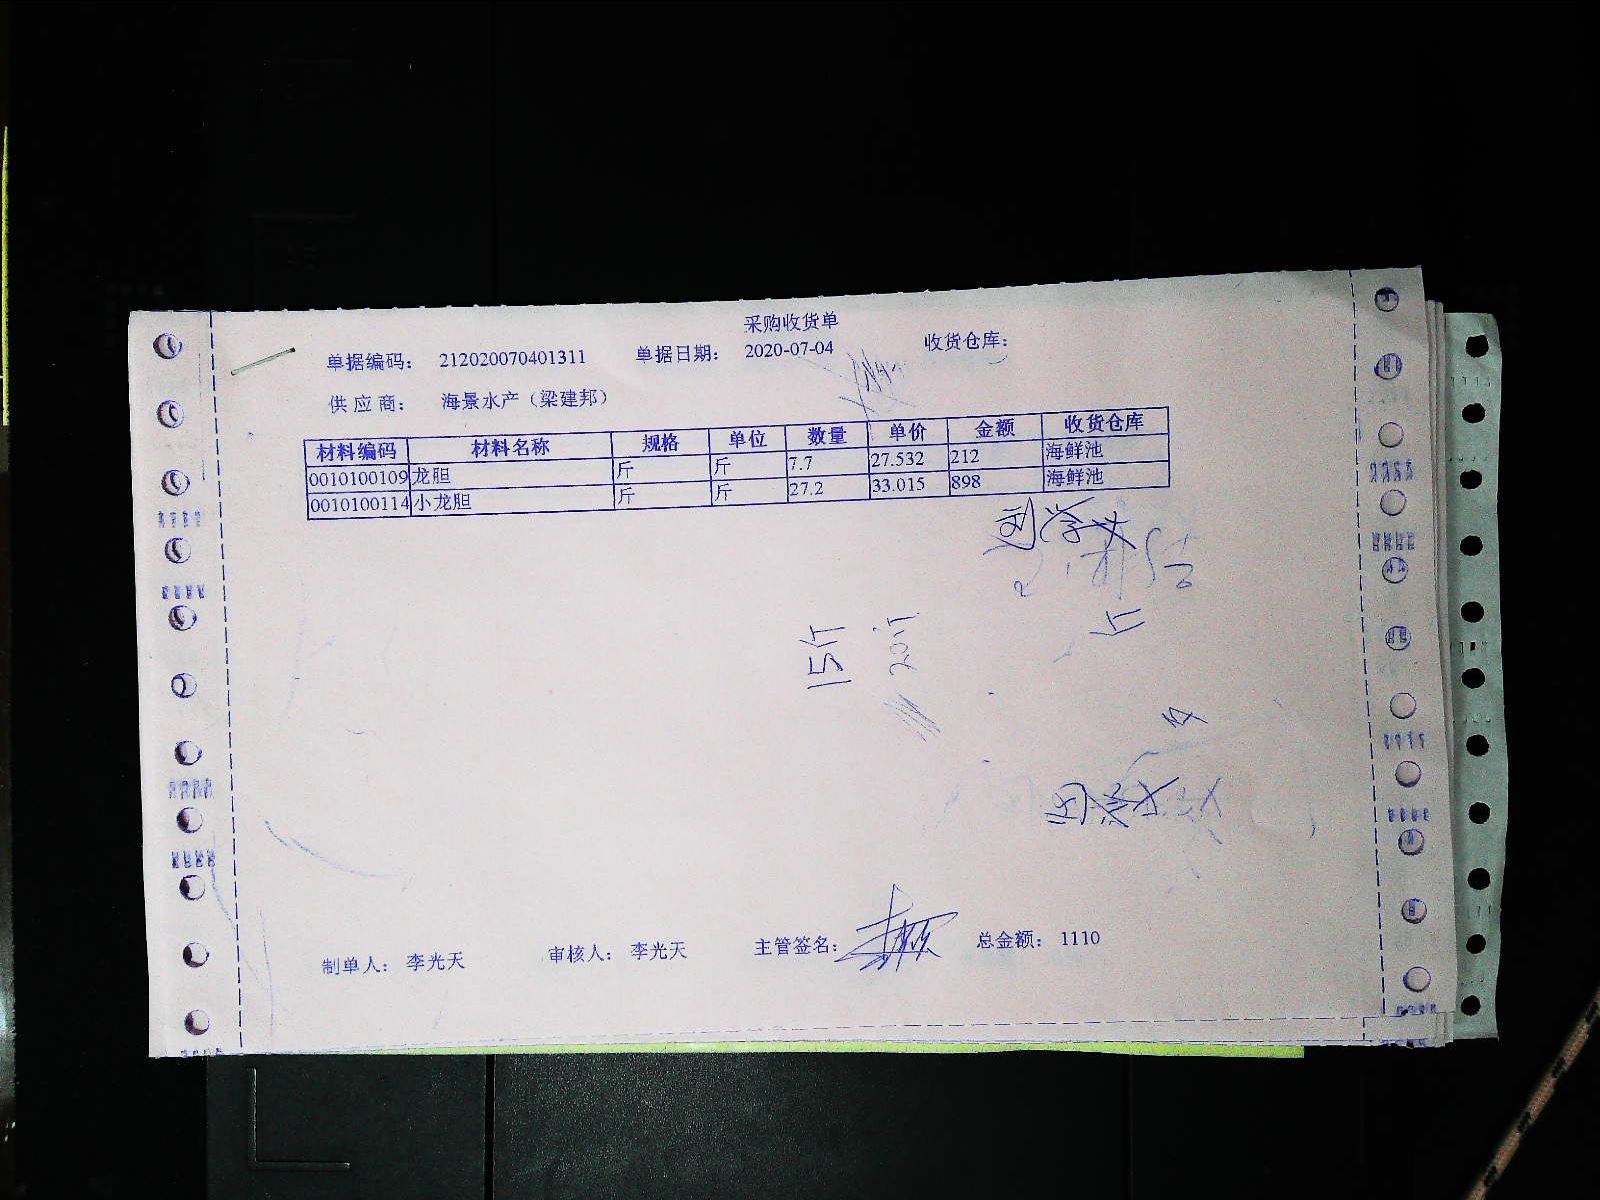 采购收货单
单据编码: 212020070401311 单据日期: 2020-07-04 收货仓库:
供 应 商: 海景水产(梁建邦)
材料编码 材料名称 规格 单位 数量 单价 金额 收货仓库
0010100109 龙胆 斤 斤 7.7 27.532 212 海鲜池
0010100114 小龙胆 斤 斤 27.2 33.015 898 海鲜池
15斤
制单人: 李光天 审核人: 李光天 主管签名: 总金额: 1110